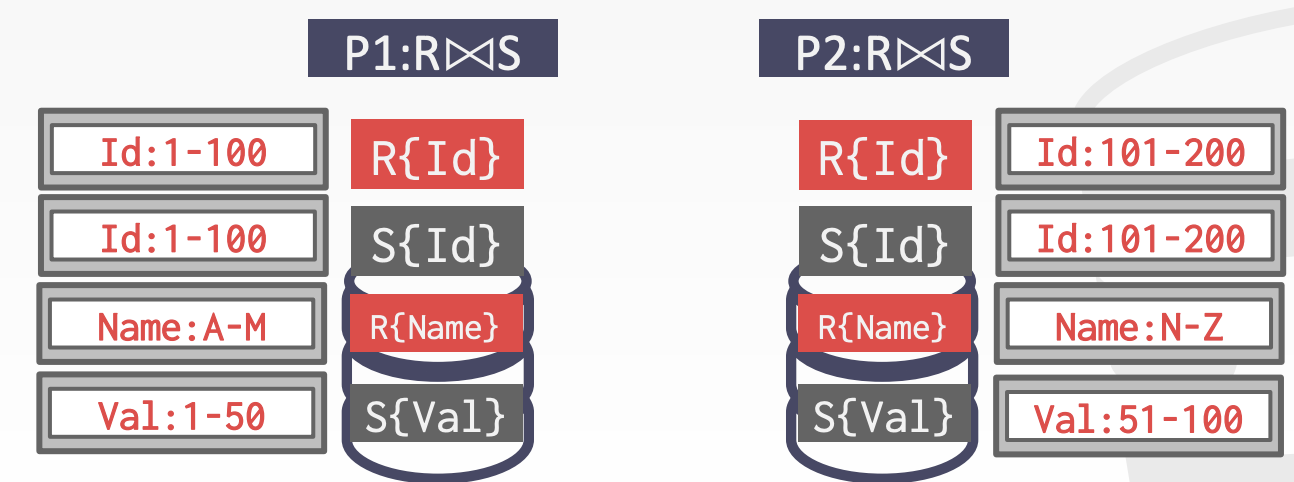 P1:R⋈S
P2:R⋈S
Id:1-100
R{Id}
R{Id}
Id:101-200
Id:1-100
S{Id}
S{Id}
Id:101-200
Name:A-M
R{Name}
R{Name}
Name:N-Z
Val:1-50
S{Val}
S{Val}
Val:51-100